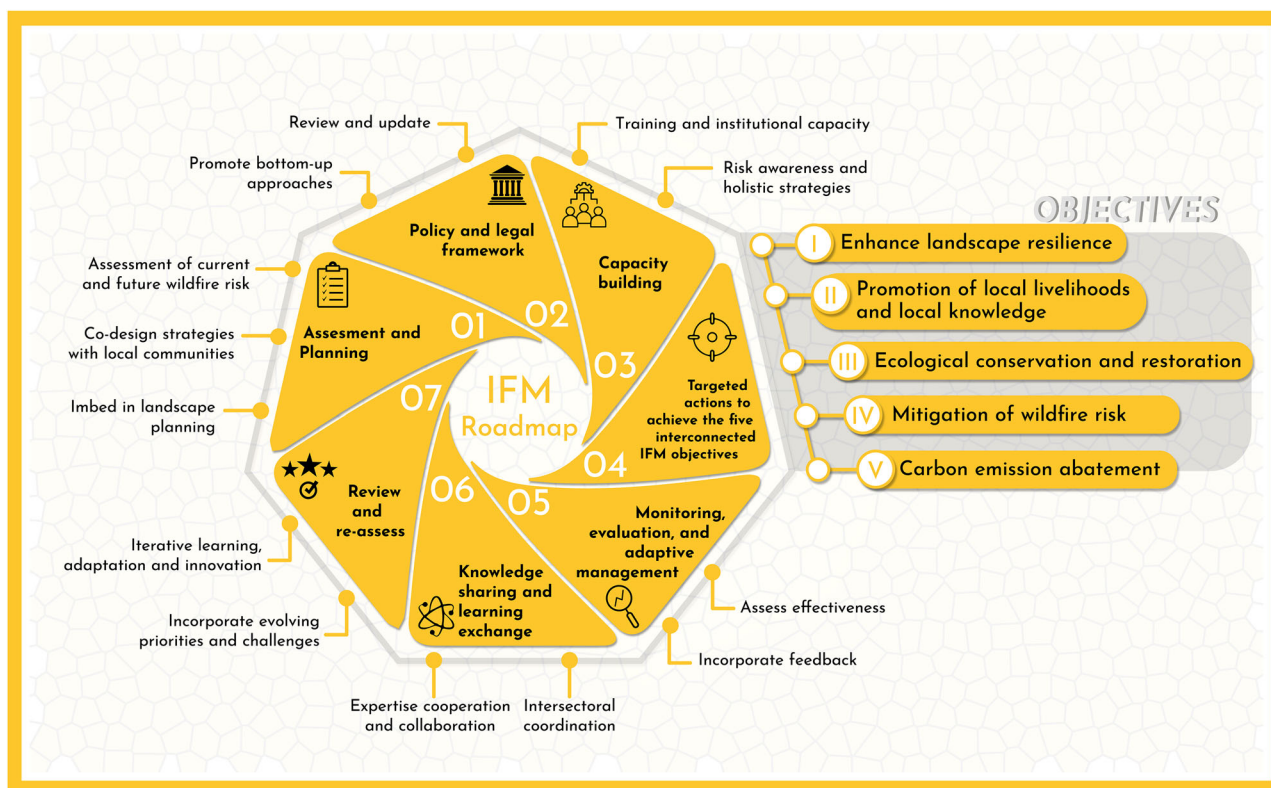 Review and update
Training and institutional capacity
Promote bottom-up
approaches
Risk awareness and
holistic strategies
OBJECTIVES
Policy and legal
framework
Capacity
building
I
Enhance landscape resilience
Assessment of current
and future wildfire risk
II
Promotion of local livelihoods
and local knowledge
Co-design strategies
with local communities
Assesment and
Planning
01
02
03
III
Ecological conservation and restoration
IFM
Roadmap
Targeted
actions to
achieve the five
interconnected
IFM objectives
04
Imbed in landscape
planning
07
IV
Mitigation of wildfire risk
V
Carbon emission abatement
Review
and
re-assess
06
05
Monitoring,
evaluation, and
adaptive
management
Iterative learning,
adaptation and innovation
Knowledge
sharing and
learning
exchange
Assess effectiveness
Incorporate evolving
priorities and challenges
Incorporate feedback
Expertise cooperation
and collaboration
Intersectoral
coordination